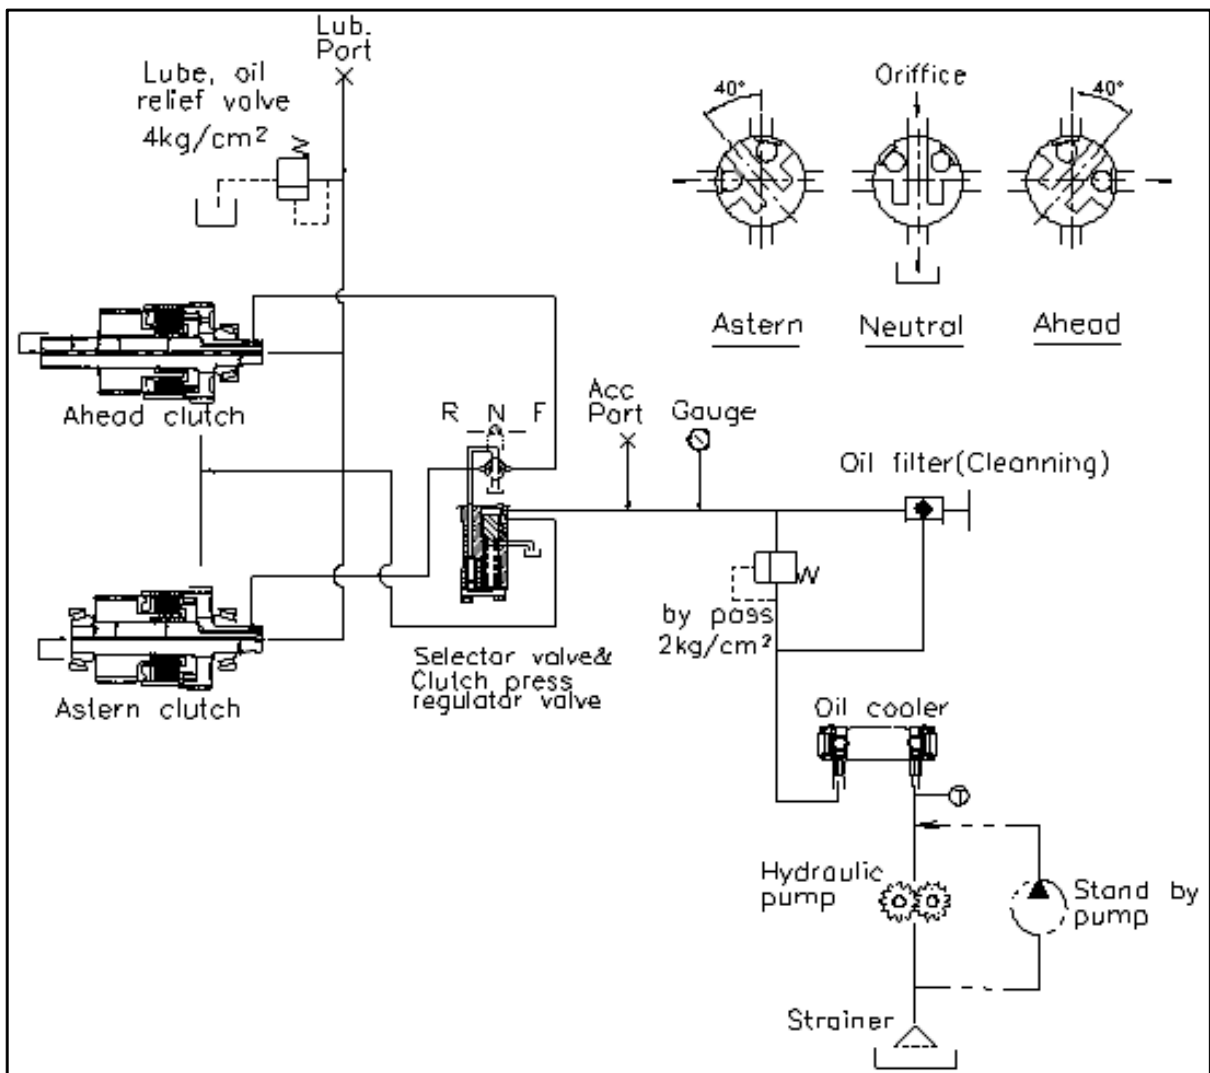 Lub.
Port
Lube, oil
relief valve
4kg/cm²
Oriffice
40°
40°
Astern
Neutral
Ahead
Ahead clutch
R N F
Acc
Port
Gauge
Oil filter(Cleanning)
by pass
2kg/cm²
Selector valve&
Clutch press
regulator valve
Astern clutch
Oil cooler
T
Hydraulic
pump
Stand by
pump
Strainer